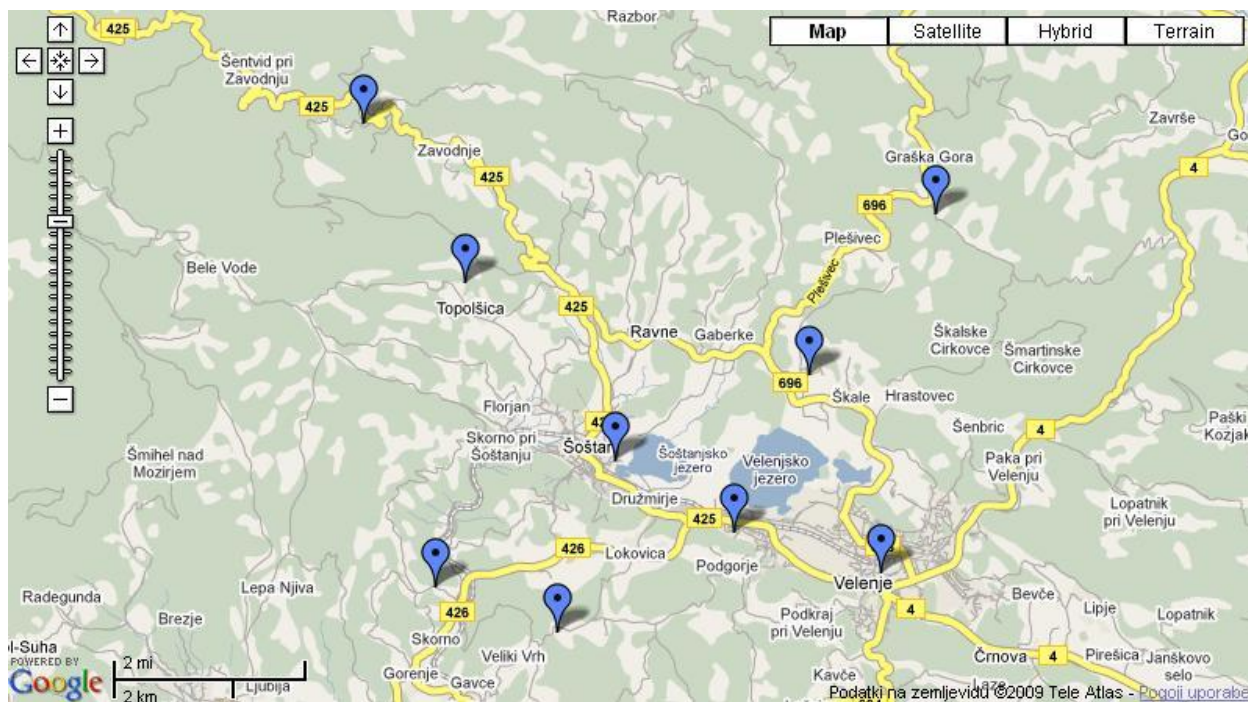 Razbor
425
Map
Satellite
Hybrid
Terrain
Šentvid pri
Zavodnju
425
Završe
Zavodnje
Graška Gora
4
425
696
Plešivec
Bele Vode
Plešivec
Topolšica
425
Ravne
Gaberke
Škalske
Cirkovce
Šmartinske
Cirkovce
696
Škale
Hrastovec
Florjan
Paški
Kozjak
Šenbric
4
Skorno pri
Šoštanju
Šoštanj
Šoštanjsko
jezero
Velenjsko
jezero
Šmihel nad
Mozirjem
Paka pri
Velenju
Družmirje
Lopatnik
pri Velenju
425
426
Lokovica
Podgorje
Velenje
Lepa Njiva
Radegunda
Brezje
426
Skorno
Bevče
Lipje
Lopatnik
4
Podkraj
pri Velenju
ol-Suha
Veliki Vrh
Črnova
4
Pirešica
Janškovo
selo
POWERED BY
Google
2 mi
2 km
Ljubija
Gorenje
Gavce
Kavče
Laze
Podatki na zemljevidu ©2009 Tele Atlas - Pogoji uporabe